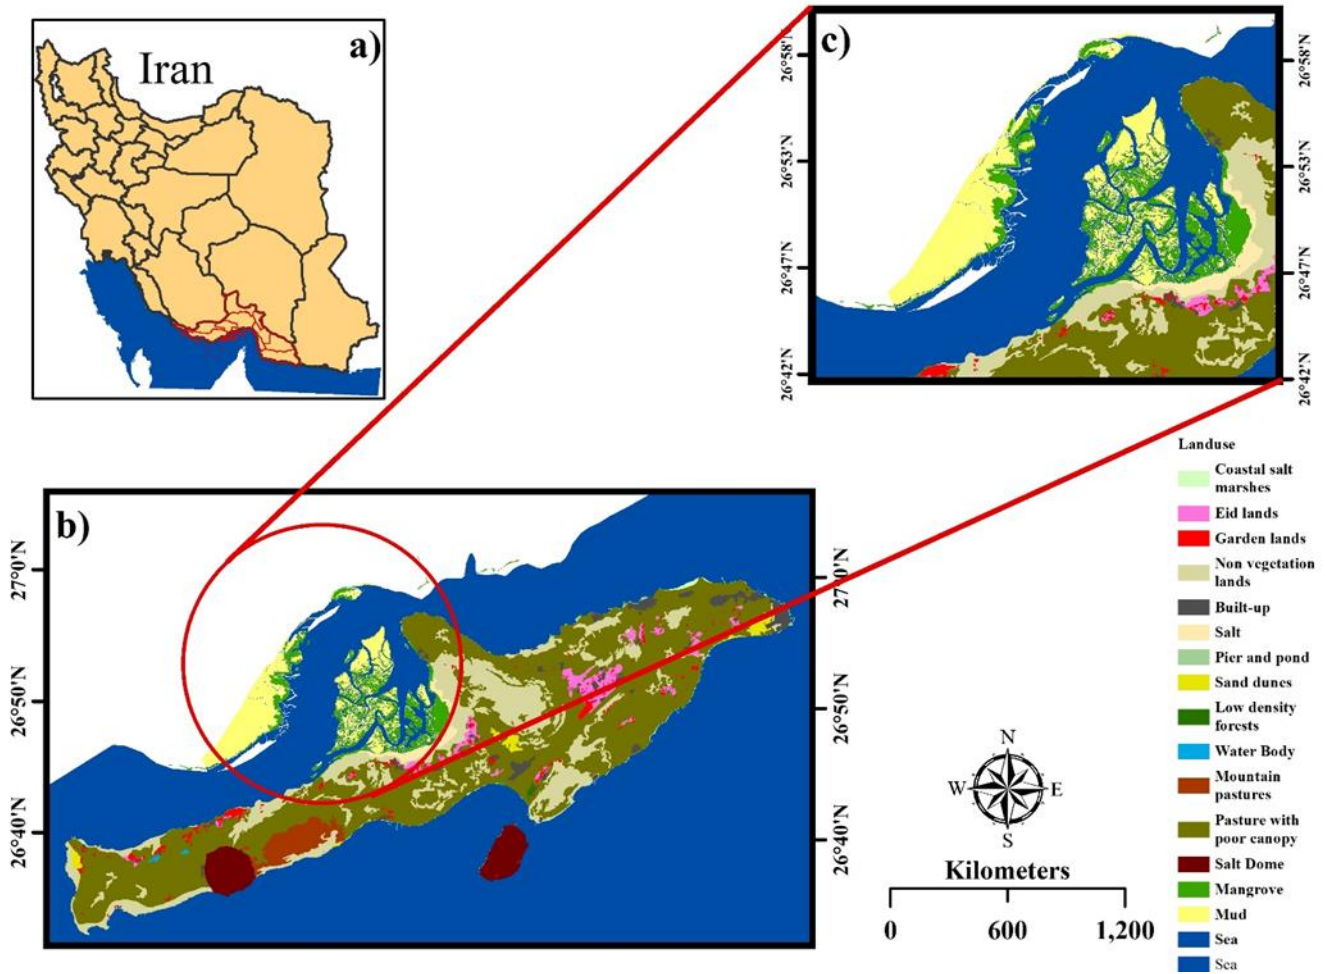 a)
Iran
c)
26°58'N
26°53'N
26°47'N
26°42'N
26°58'N
26°53'N
26°47'N
26°42'N
b)
27°0'N
26°50'N
26°40'N
27°0'N
26°50'N
26°40'N
Landuse
Coastal salt
marshes
Eid lands
Garden lands
Non vegetation
lands
Built-up
Salt
Pier and pond
Sand dunes
Low density
forests
Water Body
Mountain
pastures
Pasture with
poor canopy
Salt Dome
Mangrove
Mud
Sea
Sea
N
W
E
S
Kilometers
0
600
1,200